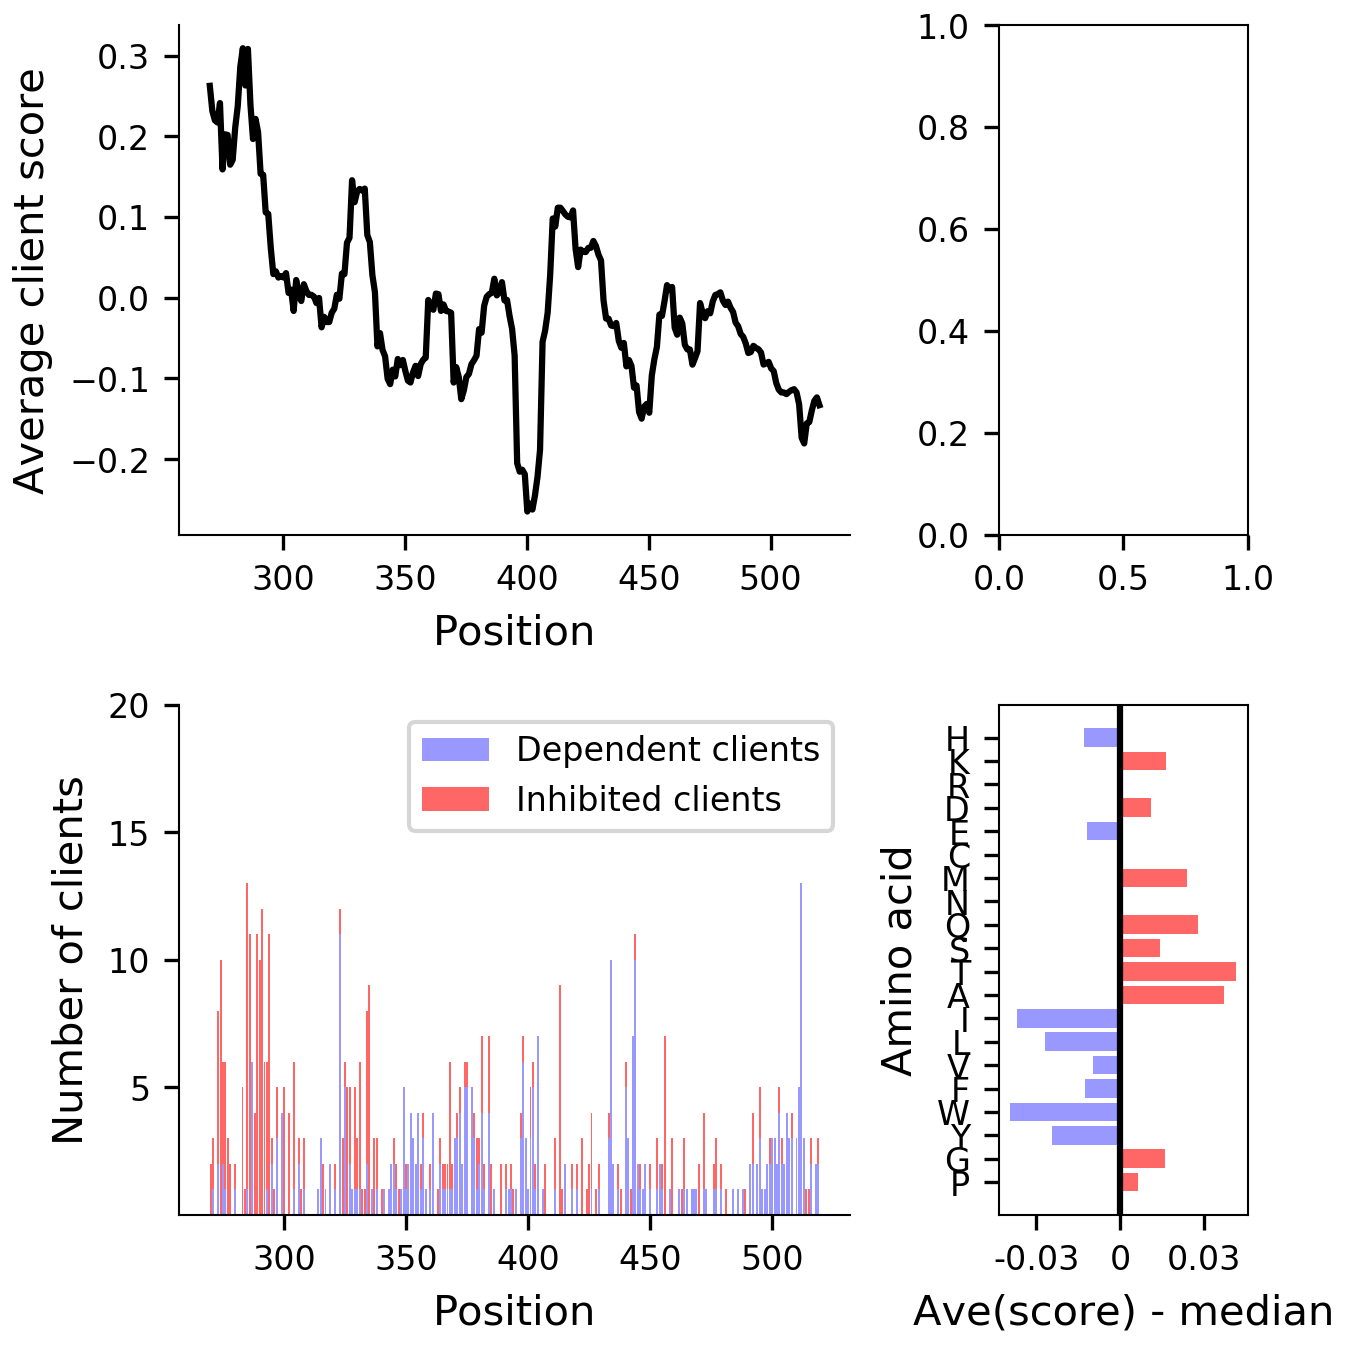 0.3
0.2
0.1
0.0
−0.1
−0.2
Average client score
300 350 400 450 500
Position
1.0
0.8
0.6
0.4
0.2
0.0
0.0 0.5 1.0
20
15
10
5
Number of clients
Dependent clients
Inhibited clients
300 350 400 450 500
Position
Amino acid
H
K
R
D
E
C
M
N
Q
S
T
A
I
L
V
F
W
Y
G
P
-0.03 0 0.03
Ave(score) - median